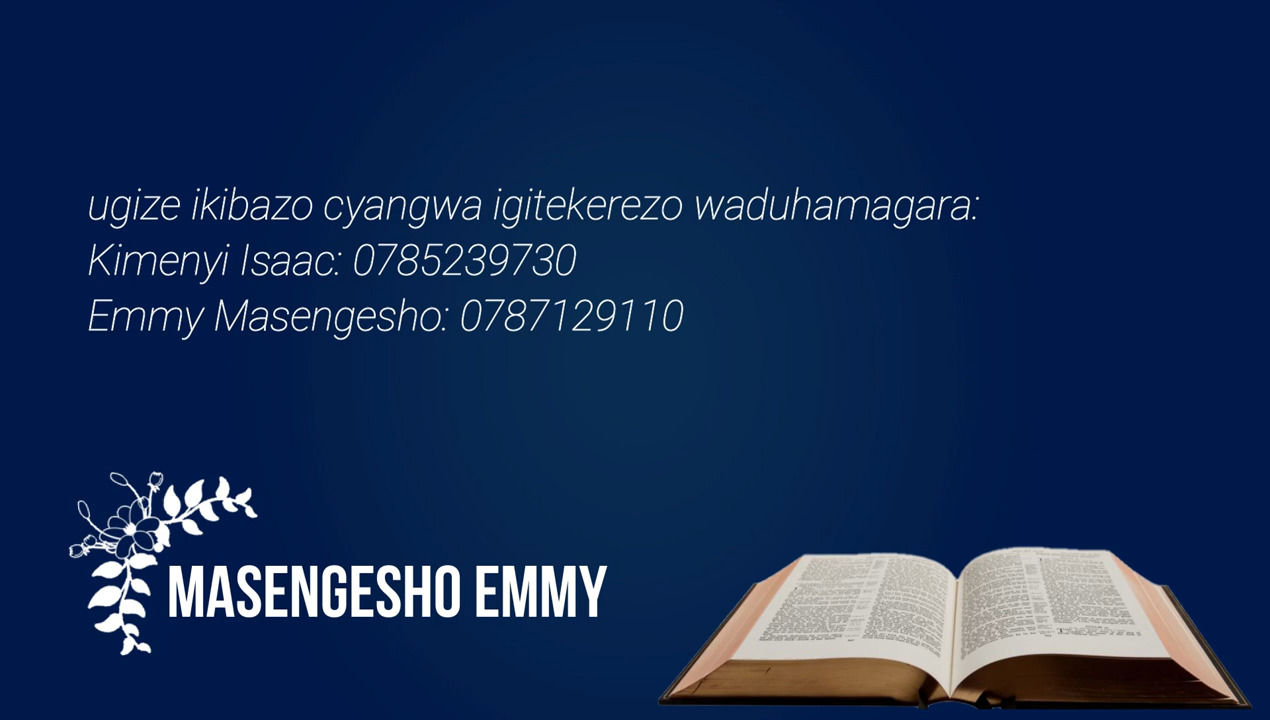 ugize ikibazo cyangwa igitekerezo waduhamagara:
Kimenyi Isaac: 0785239730
Emmy Masengesho: 0787129110
MASENGESHO EMMY